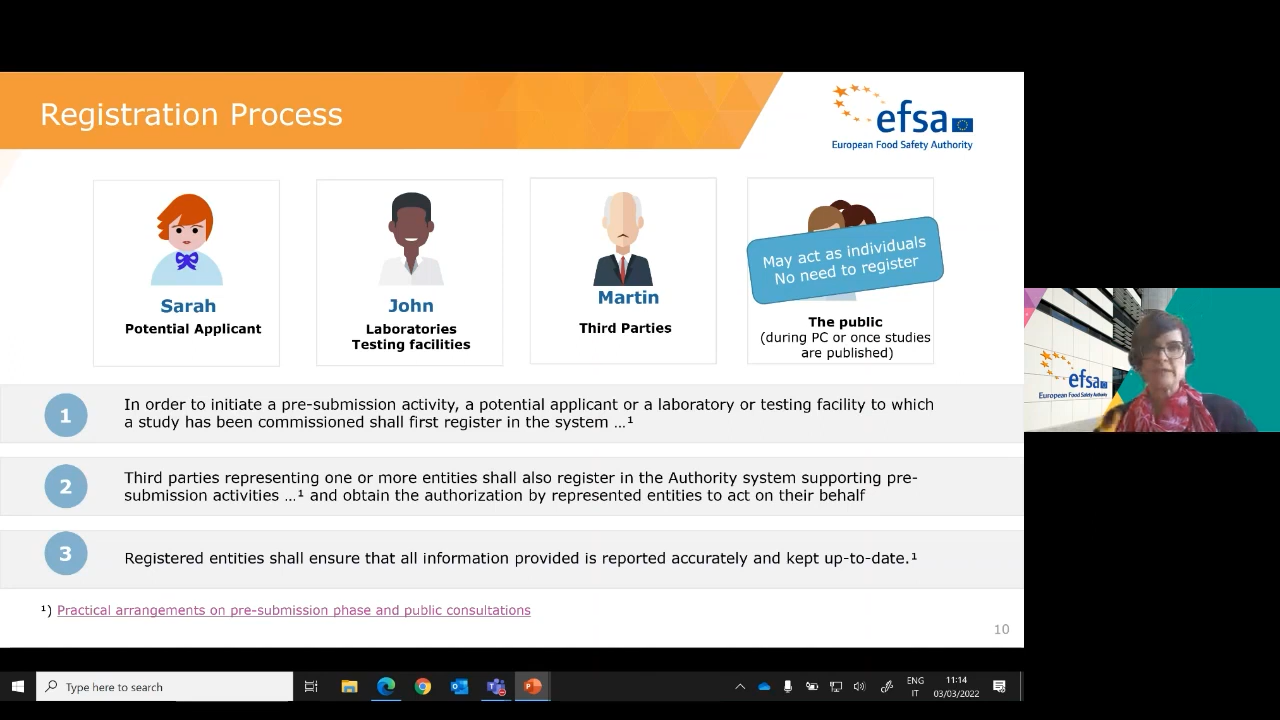 Registration Process
efsa
European Food Safety Authority
Sarah
Potential Applicant
John
Laboratories
Testing facilities
Martin
Third Parties
May act as individuals
No need to register
The public
(during PC or once studies
are published)
1
In order to initiate a pre-submission activity, a potential applicant or a laboratory or testing facility to which
a study has been commissioned shall first register in the system …¹
2
Third parties representing one or more entities shall also register in the Authority system supporting pre-
submission activities …¹ and obtain the authorization by represented entities to act on their behalf
3
Registered entities shall ensure that all information provided is reported accurately and kept up-to-date.¹
¹) Practical arrangements on pre-submission phase and public consultations
10
efsa
European Food Safety Authority
Type here to search
ENG
IT
11:14
03/03/2022